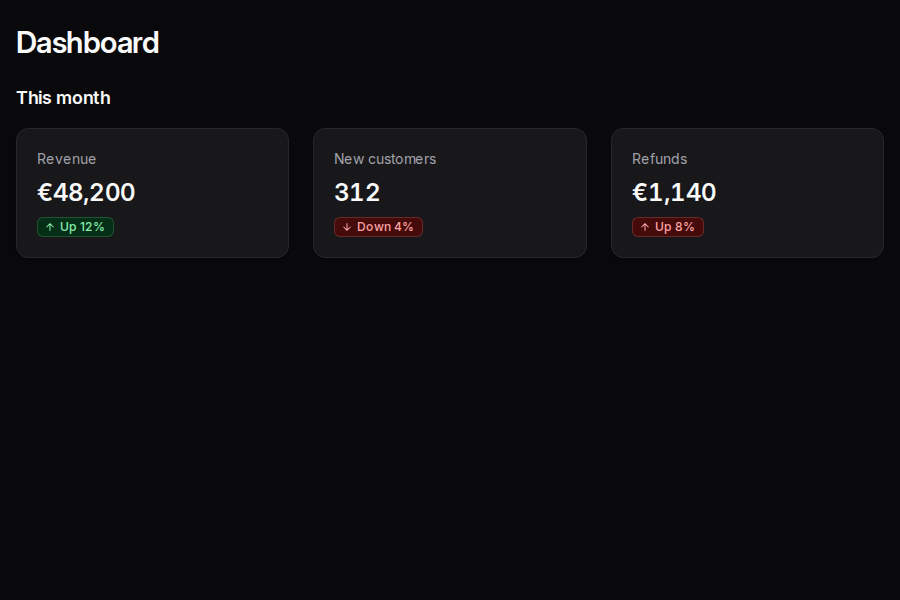 Dashboard
This month
Revenue
€48,200
↑ Up 12%
New customers
312
↓ Down 4%
Refunds
€1,140
↑ Up 8%